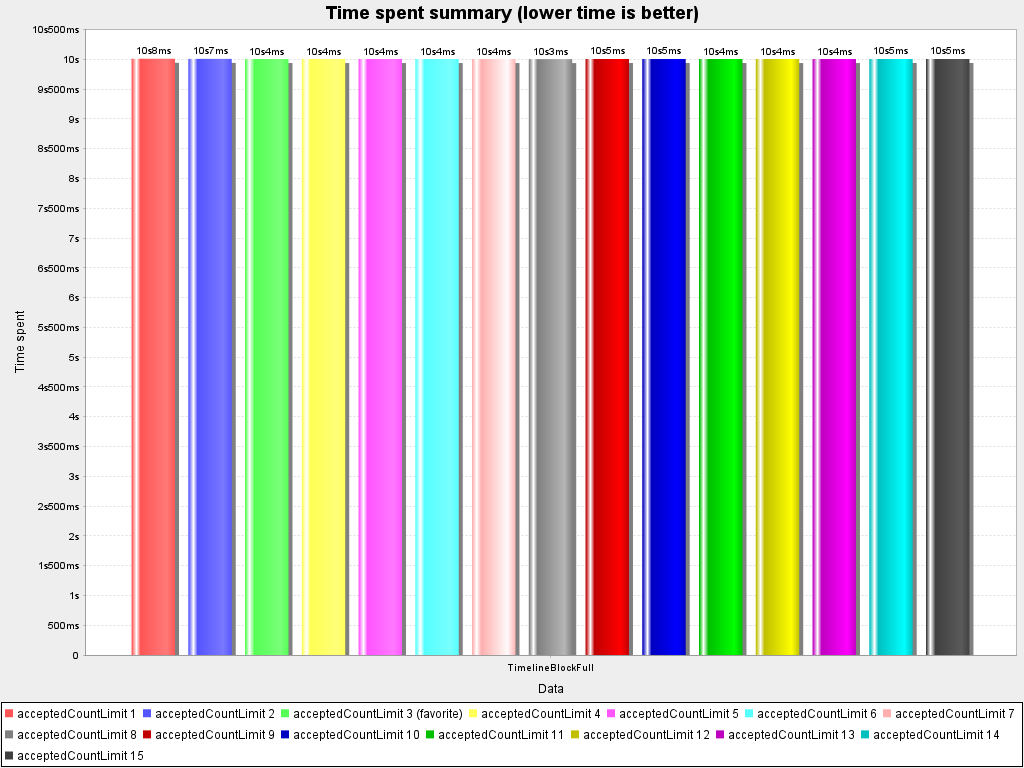 Time spent summary (lower time is better)
10s500ms
10s
9s500ms
9s
8s500ms
8s
7s500ms
7s
6s500ms
6s
5s500ms
5s
4s500ms
4s
3s500ms
3s
2s500ms
2s
1s500ms
1s
500ms
0
Time spent
10s8ms 10s7ms 10s4ms 10s4ms 10s4ms 10s4ms 10s4ms 10s3ms 10s5ms 10s5ms 10s4ms 10s4ms 10s4ms 10s5ms 10s5ms
TimelineBlockFull
Data
acceptedCountLimit 1 acceptedCountLimit 2 acceptedCountLimit 3 (favorite) acceptedCountLimit 4 acceptedCountLimit 5 acceptedCountLimit 6 acceptedCountLimit 7
acceptedCountLimit 8 acceptedCountLimit 9 acceptedCountLimit 10 acceptedCountLimit 11 acceptedCountLimit 12 acceptedCountLimit 13 acceptedCountLimit 14
acceptedCountLimit 15